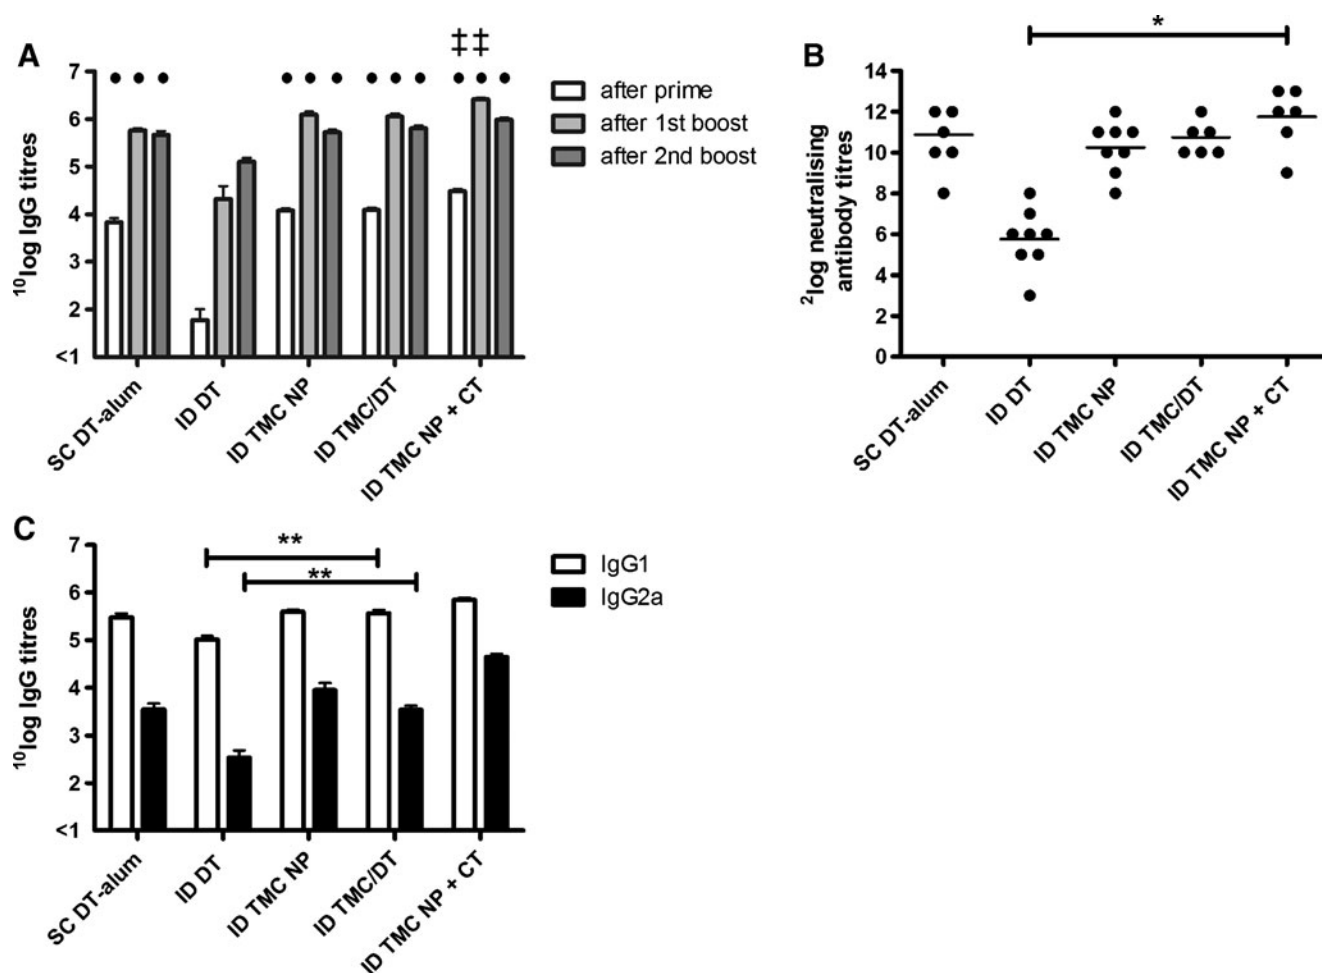 A
‡‡
7
6
5
4
3
2
<1
¹⁰log IgG titres
after prime
after 1st boost
after 2nd boost
SC DT-alum
ID DT
ID TMC NP
ID TMC/DT
ID TMC NP + CT
B
*
14
12
10
8
6
4
2
0
²log neutralising
antibody titres
SC DT-alum
ID DT
ID TMC NP
ID TMC/DT
ID TMC NP + CT
C
**
**
7
6
5
4
3
2
<1
¹⁰log IgG titres
IgG1
IgG2a
SC DT-alum
ID DT
ID TMC NP
ID TMC/DT
ID TMC NP + CT